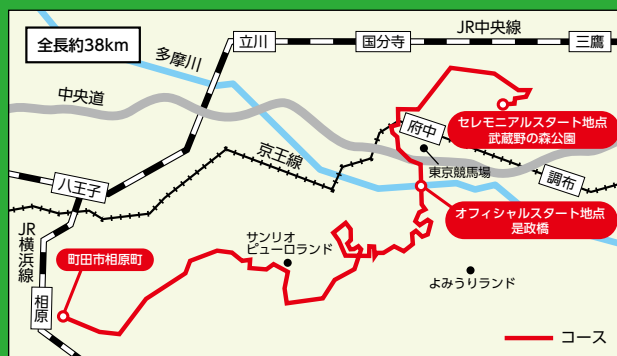 全長約38km
立川
国分寺
JR中央線
三鷹
多摩川
中央道
セレモニアルスタート地点
武蔵野の森公園
府中
京王線
東京競馬場
調布
八王子
オフィシャルスタート地点
是政橋
JR横浜線
サンリオ
ピューロランド
町田市相原町
よみうりランド
相原
コース